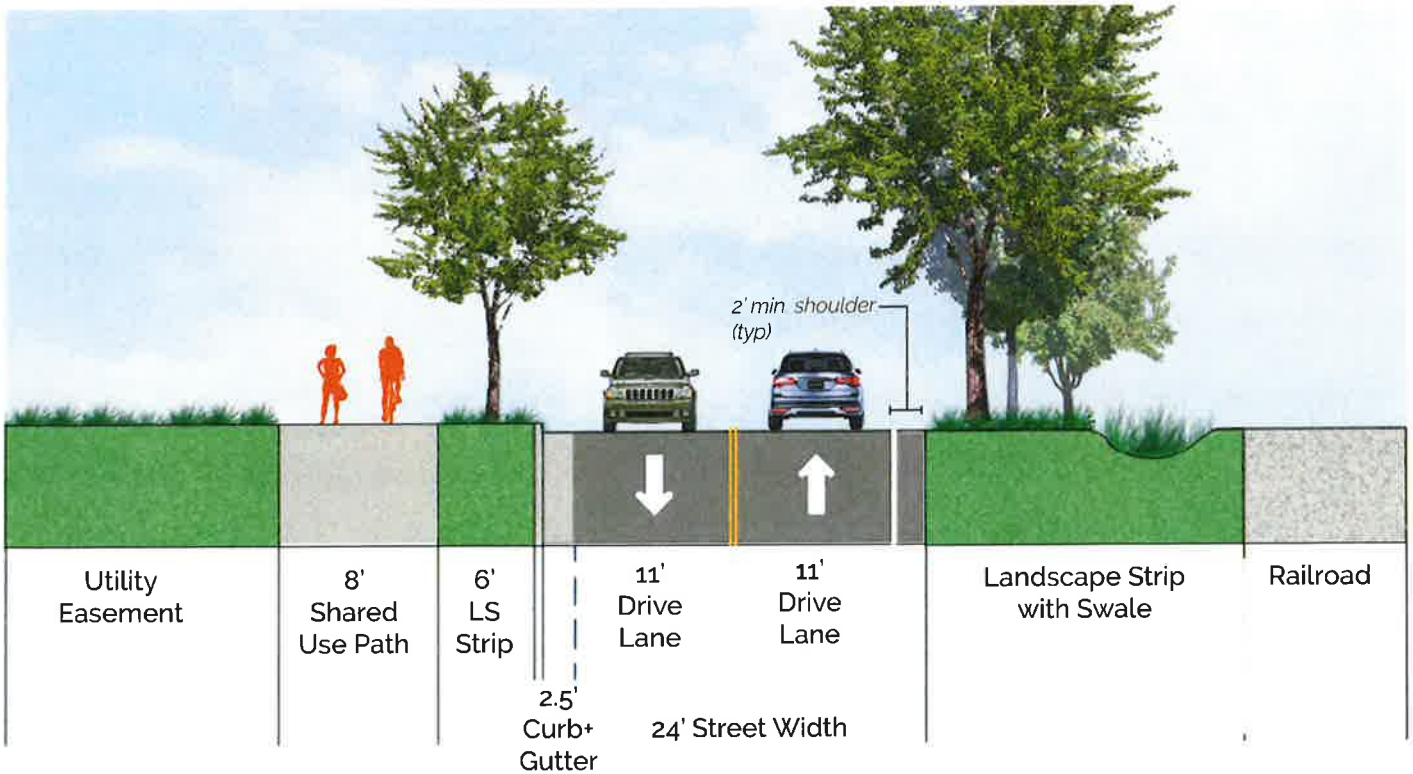 2' min shoulder
(typ)
Utility
Easement
8'
Shared
Use Path
6'
LS
Strip
2.5'
Curb+
Gutter
11'
Drive
Lane
11'
Drive
Lane
24' Street Width
Landscape Strip
with Swale
Railroad